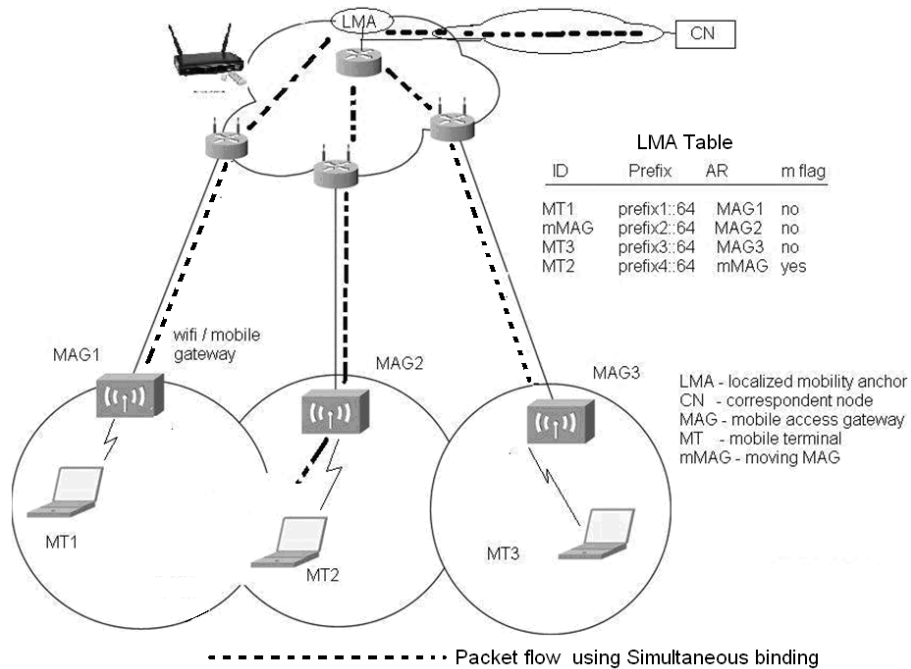 LMA
CN
LMA Table
ID Prefix AR m flag
MT1 prefix1::64 MAG1 no
mMAG prefix2::64 MAG2 no
MT3 prefix3::64 MAG3 no
MT2 prefix4::64 mMAG yes
wifi / mobile
gateway
MAG1
MAG2
MAG3
LMA - localized mobility anchor
CN - correspondent node
MAG - mobile access gateway
MT - mobile terminal
mMAG - moving MAG
MT1
MT2
MT3
Packet flow using Simultaneous binding